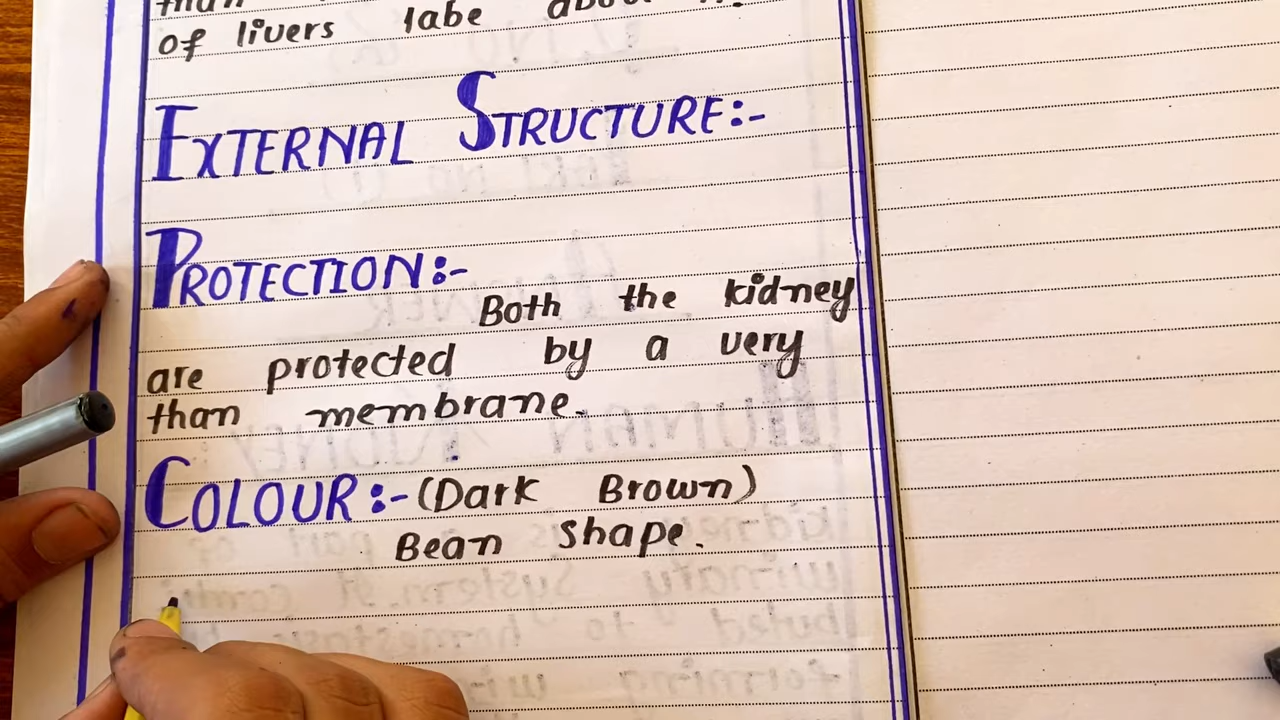 of livers labe
EXTERNAL STRUCTURE:-
PROTECTION:-
Both the kidney
are protected by a very
than membrane.
COLOUR:- (Dark Brown)
Bean shape.